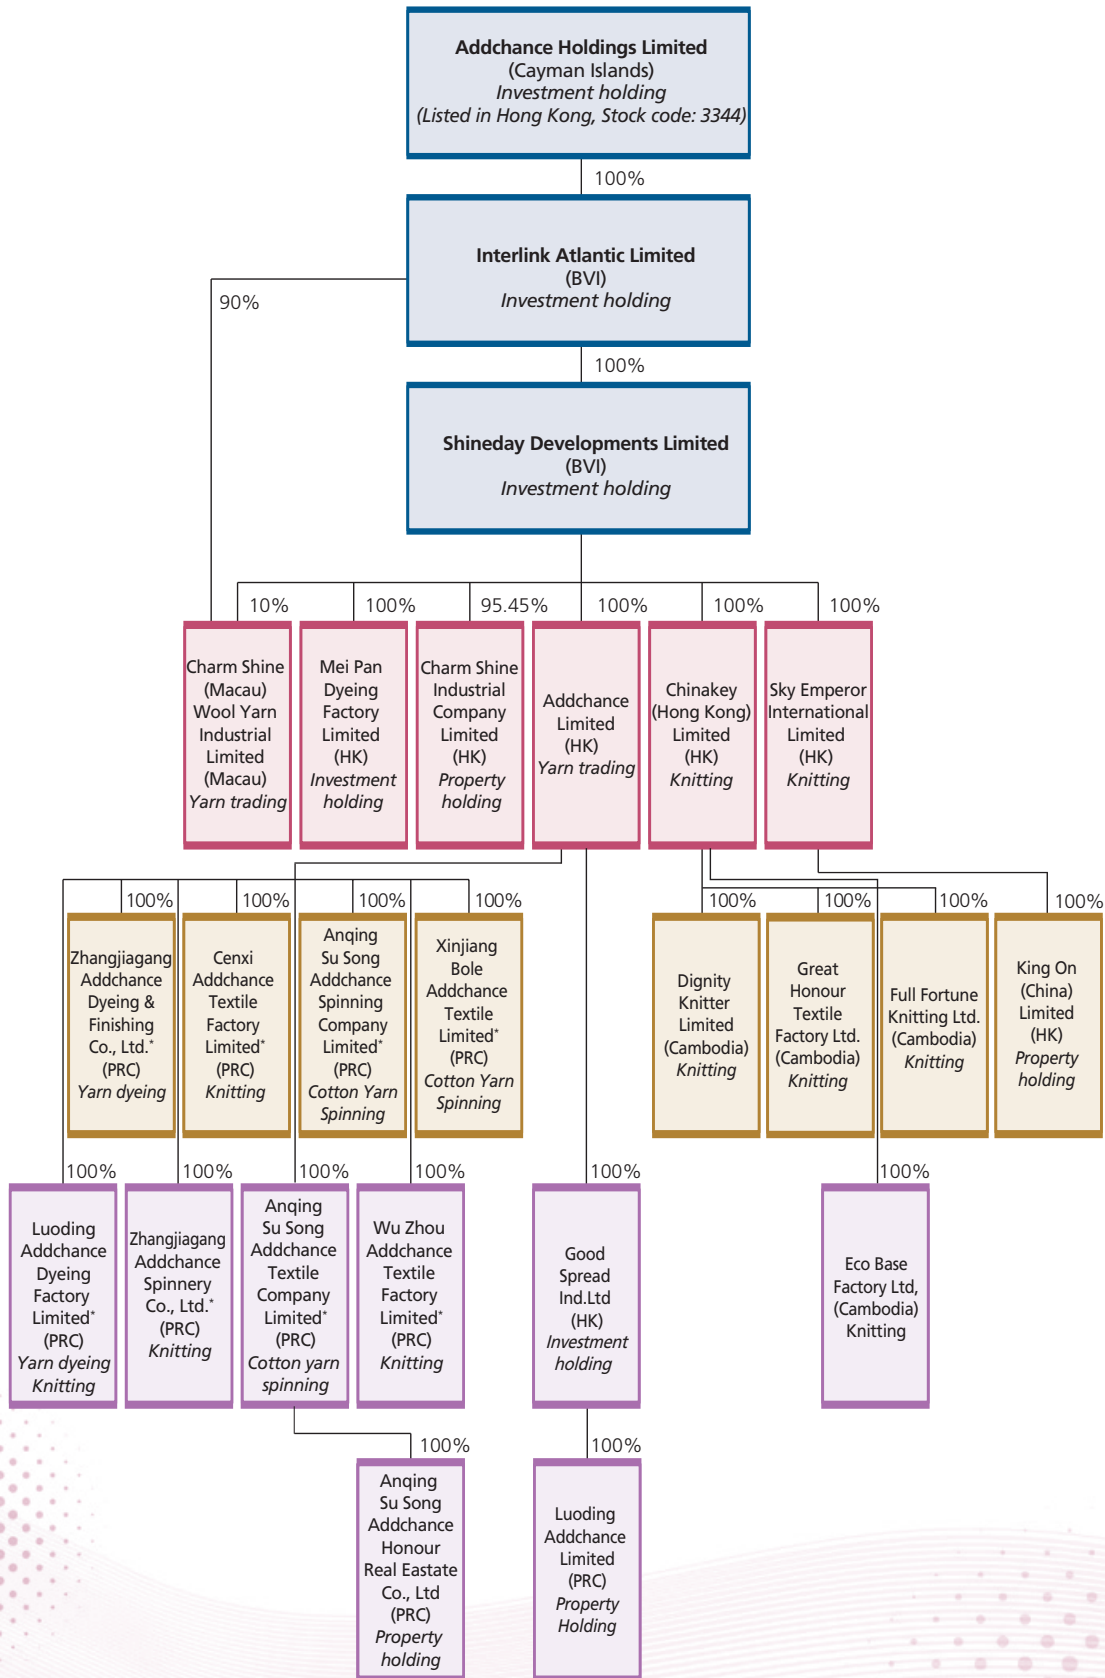 Addchance Holdings Limited
(Cayman Islands)
Investment holding
(Listed in Hong Kong, Stock code: 3344)
100%
Interlink Atlantic Limited
(BVI)
Investment holding
90%
100%
Shineday Developments Limited
(BVI)
Investment holding
10%
100%
95.45%
100%
100%
100%
Charm Shine
(Macau)
Wool Yarn
Industrial
Limited
(Macau)
Yarn trading
Mei Pan
Dyeing
Factory
Limited
(HK)
Investment
holding
Charm Shine
Industrial
Company
Limited
(HK)
Property
holding
Addchance
Limited
(HK)
Yarn trading
Chinakey
(Hong Kong)
Limited
(HK)
Knitting
Sky Emperor
International
Limited
(HK)
Knitting
100%
100%
100%
100%
100%
100%
100%
100%
Zhangjiagang
Addchance
Dyeing &
Finishing
Co., Ltd.*
(PRC)
Yarn dyeing
Cenxi
Addchance
Textile
Factory
Limited*
(PRC)
Knitting
Anqing
Su Song
Addchance
Spinning
Company
Limited*
(PRC)
Cotton Yarn
Spinning
Xinjiang
Bole
Addchance
Textile
Limited*
(PRC)
Cotton Yarn
Spinning
Dignity
Knitter
Limited
(Cambodia)
Knitting
Great
Honour
Textile
Factory Ltd.
(Cambodia)
Knitting
Full Fortune
Knitting Ltd.
(Cambodia)
Knitting
King On
(China)
Limited
(HK)
Property
holding
100%
100%
100%
100%
100%
100%
Luoding
Addchance
Dyeing
Factory
Limited*
(PRC)
Yarn dyeing
Knitting
Zhangjiagang
Addchance
Spinnery
Co., Ltd.*
(PRC)
Knitting
Anqing
Su Song
Addchance
Textile
Company
Limited*
(PRC)
Cotton yarn
spinning
Wu Zhou
Addchance
Textile
Factory
Limited*
(PRC)
Knitting
Good
Spread
Ind.Ltd
(HK)
Investment
holding
Eco Base
Factory Ltd,
(Cambodia)
Knitting
100%
100%
Anqing
Su Song
Addchance
Honour
Real Eastate
Co., Ltd
(PRC)
Property
holding
Luoding
Addchance
Limited
(PRC)
Property
Holding